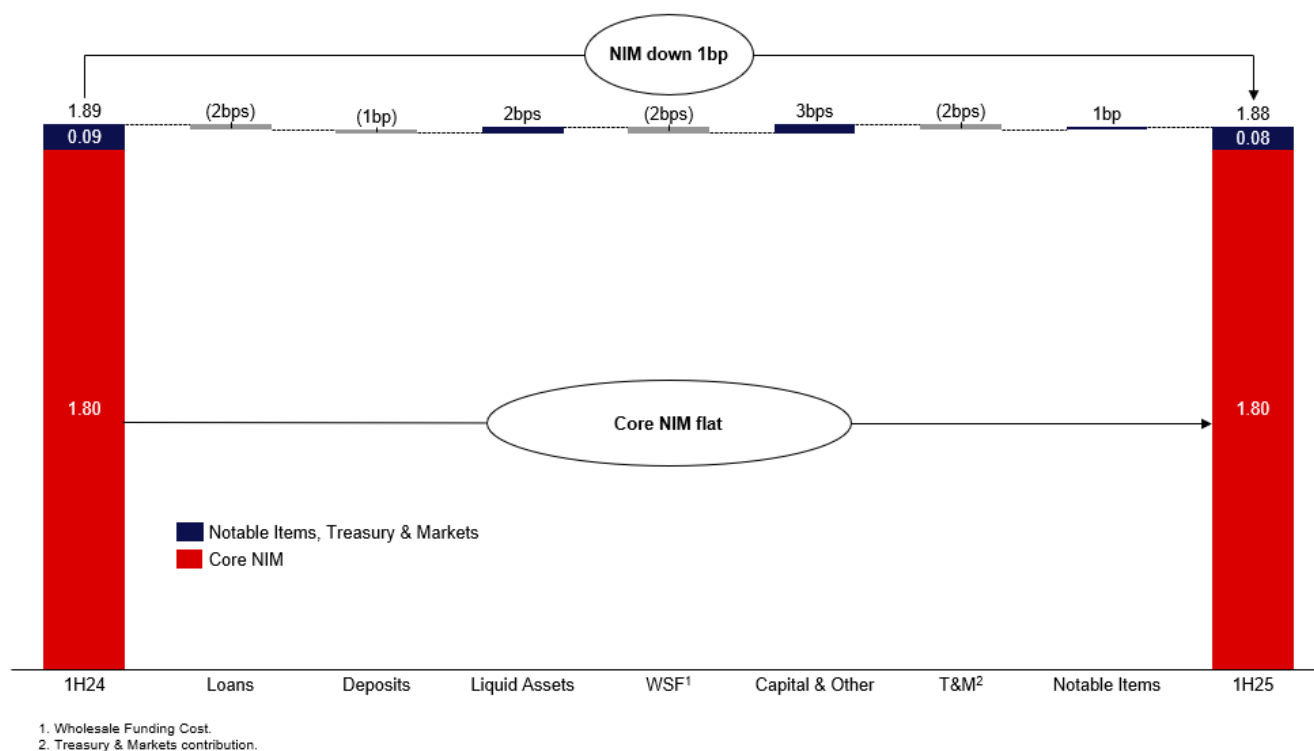 NIM down 1bp
1.89 (2bps) (1bp) 2bps (2bps) 3bps (2bps) 1bp 1.88
0.09 0.08
1.80 Core NIM flat 1.80
Notable Items, Treasury & Markets
Core NIM
1H24 Loans Deposits Liquid Assets WSF¹ Capital & Other T&M² Notable Items 1H25
1. Wholesale Funding Cost.
2. Treasury & Markets contribution.